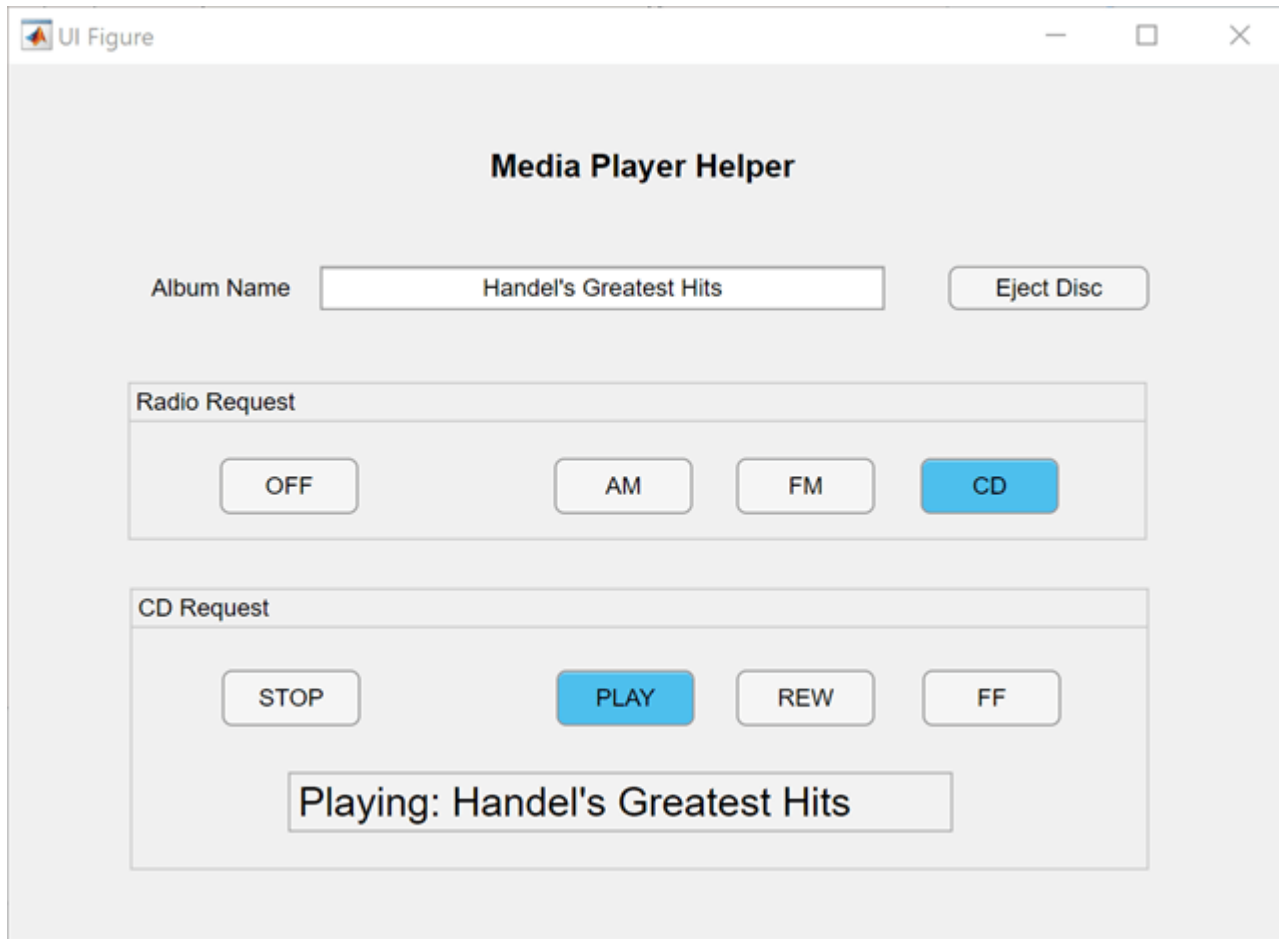 UI Figure
Media Player Helper
Album Name Handel's Greatest Hits Eject Disc
Radio Request
OFF AM FM CD
CD Request
STOP PLAY REW FF
Playing: Handel's Greatest Hits